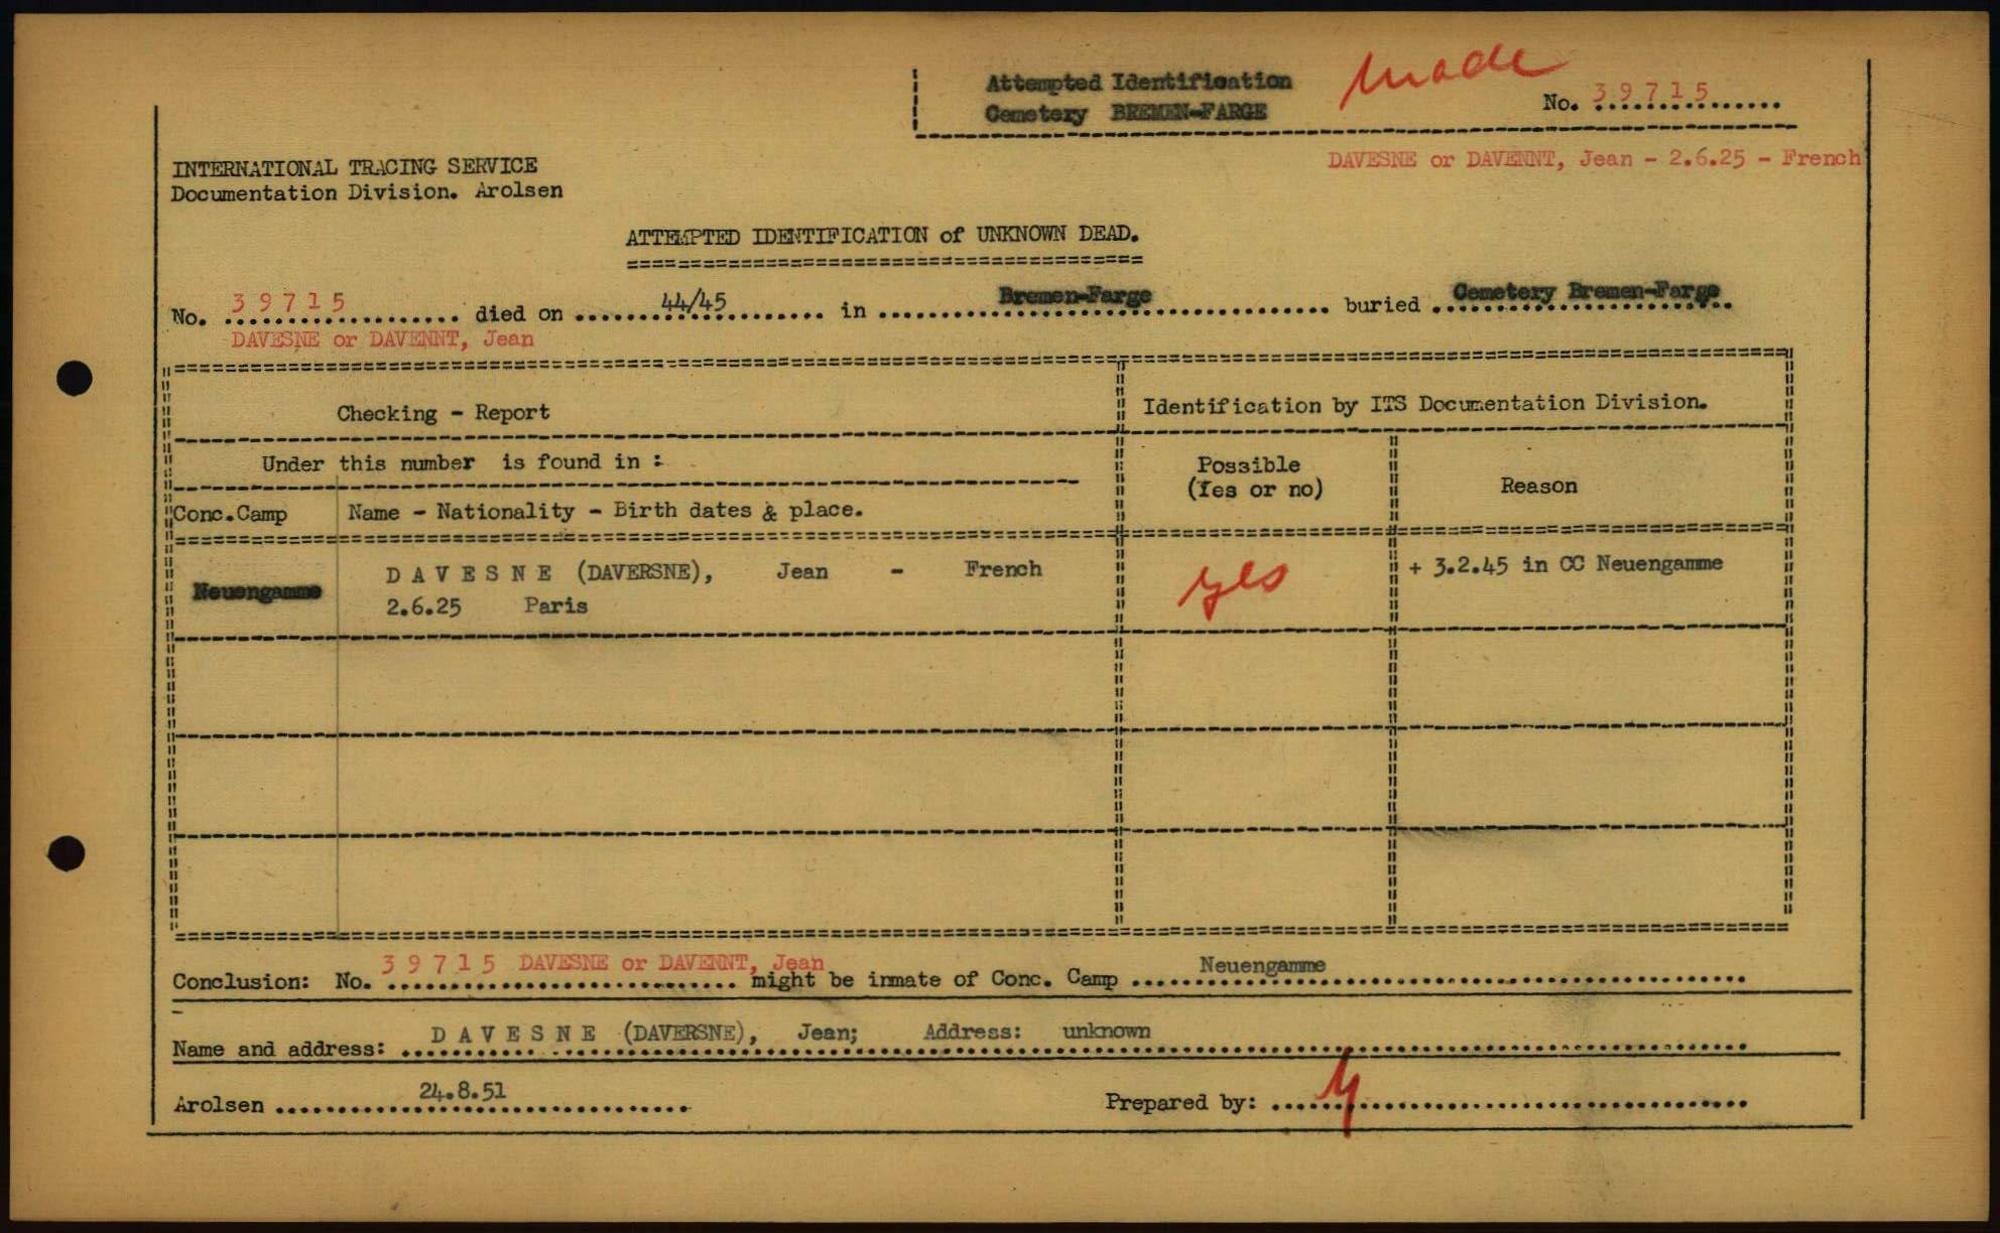 Attempted Identification made
Cemetery BREMEN-FARGE No. 39715
INTERNATIONAL TRACING SERVICE DAVESNE or DAVENNT, Jean - 2.6.25 - French
Documentation Division. Arolsen
ATTEMPTED IDENTIFICATION of UNKNOWN DEAD.
No. 39715 died on 44/45 in Bremen-Farge buried Cemetery Bremen-Farge
DAVESNE or DAVENNT, Jean
Checking - Report Identification by ITS Documentation Division.
Under this number is found in :
Possible
(Yes or no) Reason
Conc.Camp Name - Nationality - Birth dates & place.
Neuengamme DAVESNE (DAVERSNE), Jean - French yes + 3.2.45 in CC Neuengamme
2.6.25 Paris
Conclusion: No. 39715 DAVESNE or DAVENNT, Jean might be inmate of Conc. Camp Neuengamme
Name and address: DAVESNE (DAVERSNE), Jean; Address: unknown
Arolsen 24.8.51 Prepared by: